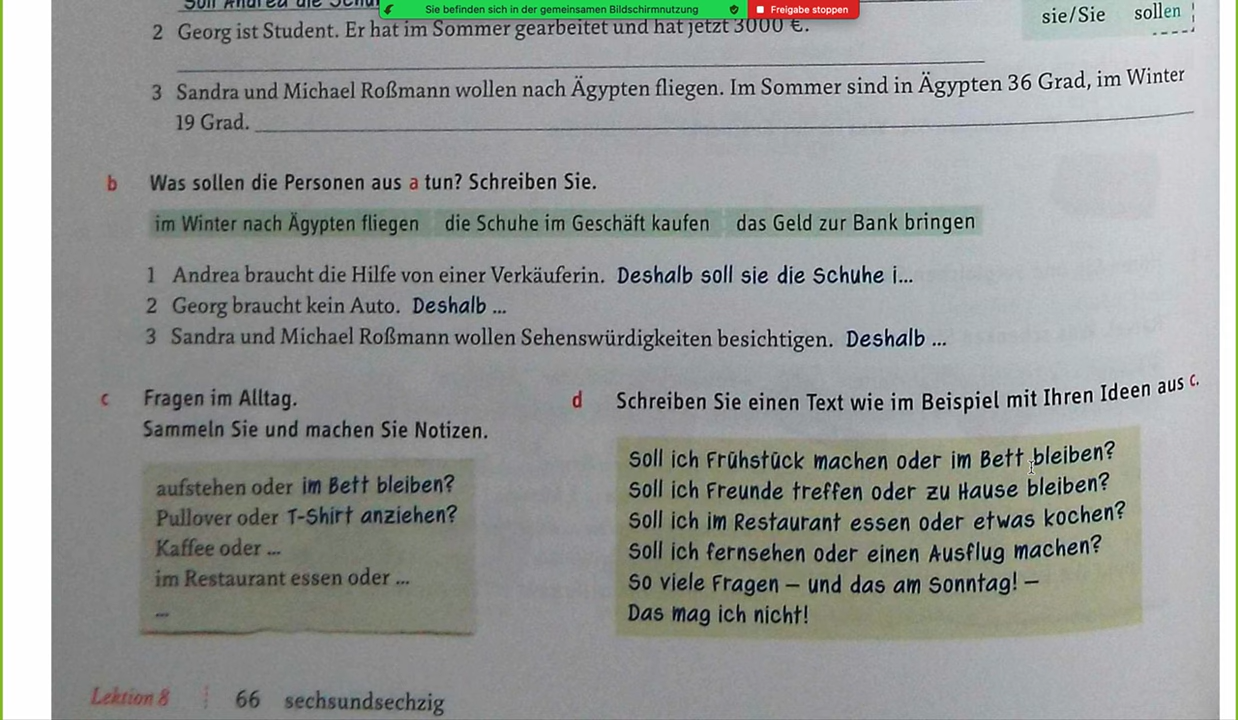 Sie befinden sich in der gemeinsamen Bildschirmnutzung
Freigabe stoppen
Soll Andrea die
sie/Sie sollen
2 Georg ist Student. Er hat im Sommer gearbeitet und hat jetzt 3000 €.
3 Sandra und Michael Roßmann wollen nach Ägypten fliegen. Im Sommer sind in Ägypten 36 Grad, im Winter
19 Grad.
b Was sollen die Personen aus a tun? Schreiben Sie.
im Winter nach Ägypten fliegen die Schuhe im Geschäft kaufen das Geld zur Bank bringen
1 Andrea braucht die Hilfe von einer Verkäuferin. Deshalb soll sie die Schuhe i...
2 Georg braucht kein Auto. Deshalb ...
3 Sandra und Michael Roßmann wollen Sehenswürdigkeiten besichtigen. Deshalb ...
c Fragen im Alltag.
Sammeln Sie und machen Sie Notizen.
aufstehen oder im Bett bleiben?
Pullover oder T-Shirt anziehen?
Kaffee oder ...
im Restaurant essen oder ...
...
d Schreiben Sie einen Text wie im Beispiel mit Ihren Ideen aus c.
Soll ich Frühstück machen oder im Bett bleiben?
Soll ich Freunde treffen oder zu Hause bleiben?
Soll ich im Restaurant essen oder etwas kochen?
Soll ich fernsehen oder einen Ausflug machen?
So viele Fragen – und das am Sonntag! –
Das mag ich nicht!
Lektion 8 66 sechsundsechzig